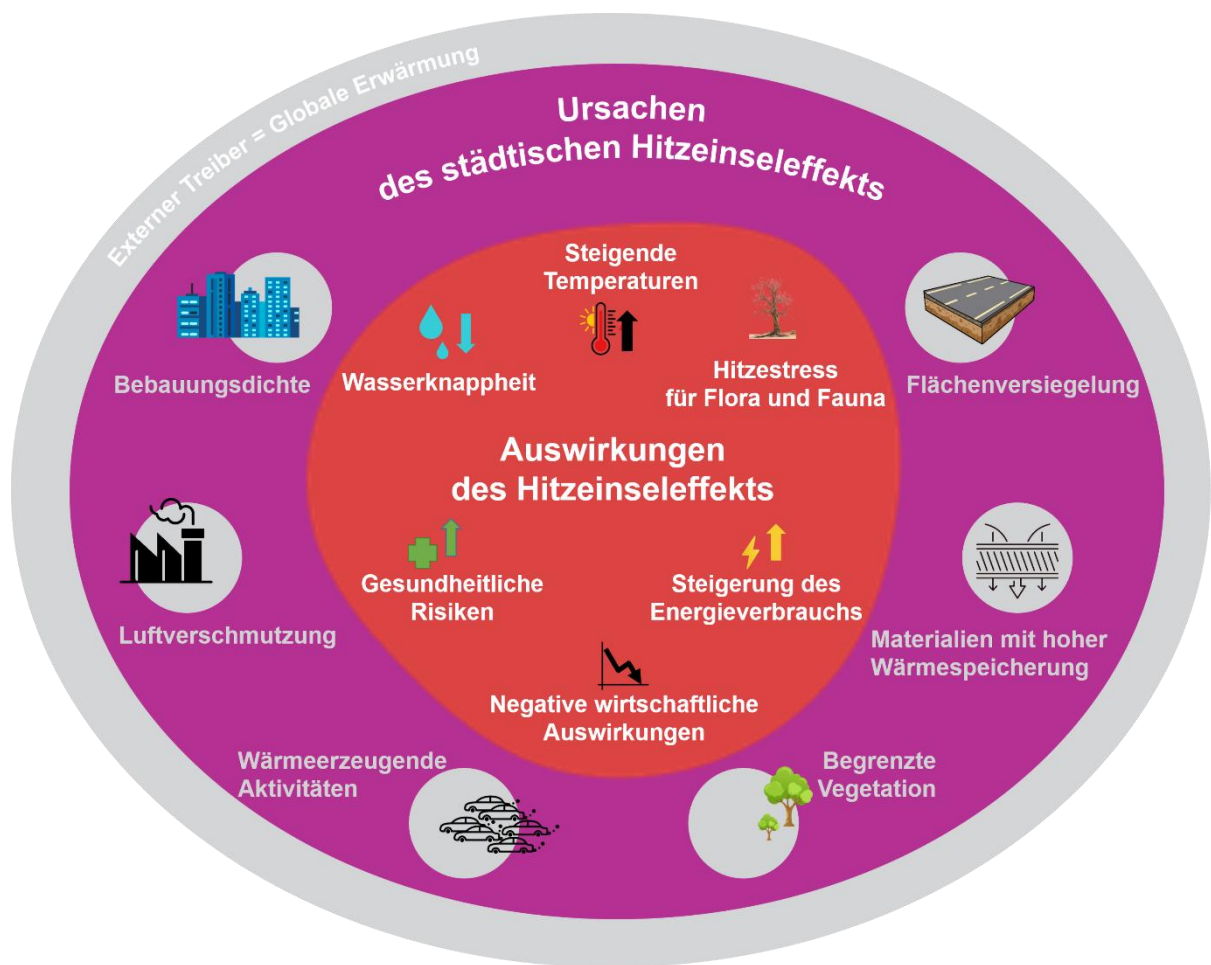 Externer Treiber = Globale Erwärmung
Ursachen
des städtischen Hitzeinseleffekts
Steigende
Temperaturen
Bebauungsdichte
Wasserknappheit
Hitzestress
für Flora und Fauna
Flächenversiegelung
Auswirkungen
des Hitzeinseleffekts
Gesundheitliche
Risiken
Steigerung des
Energieverbrauchs
Luftverschmutzung
Materialien mit hoher
Wärmespeicherung
Negative wirtschaftliche
Auswirkungen
Wärmeerzeugende
Aktivitäten
Begrenzte
Vegetation